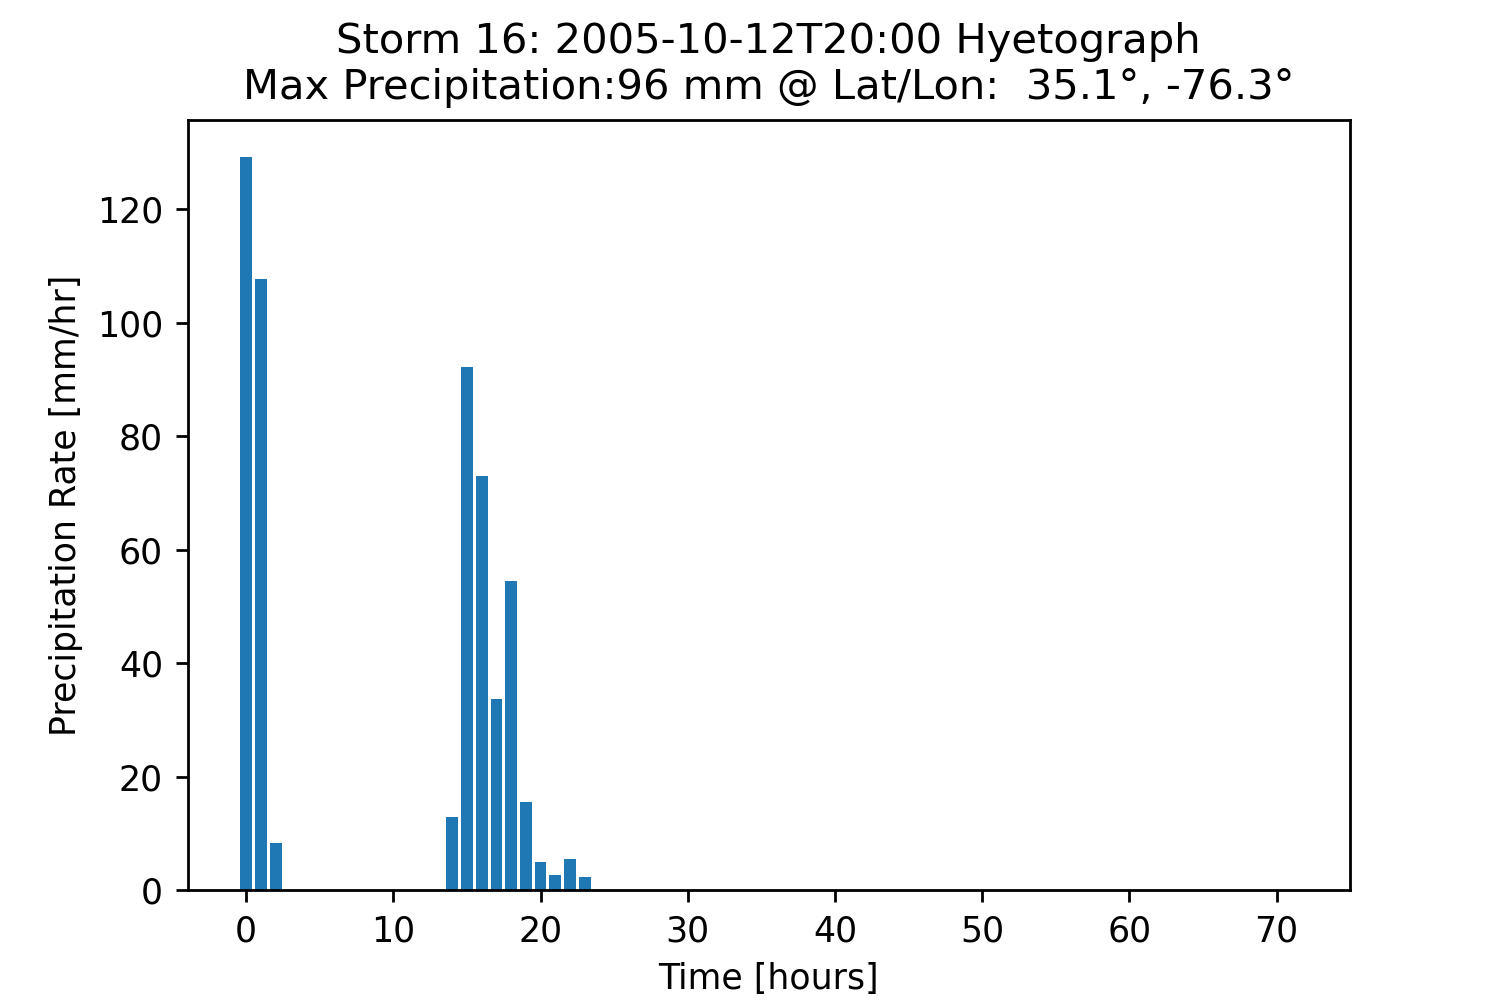 Storm 16: 2005-10-12T20:00 Hyetograph
Max Precipitation:96 mm @ Lat/Lon:  35.1°, -76.3°
Precipitation Rate [mm/hr]
120
100
80
60
40
20
0
0 10 20 30 40 50 60 70
Time [hours]